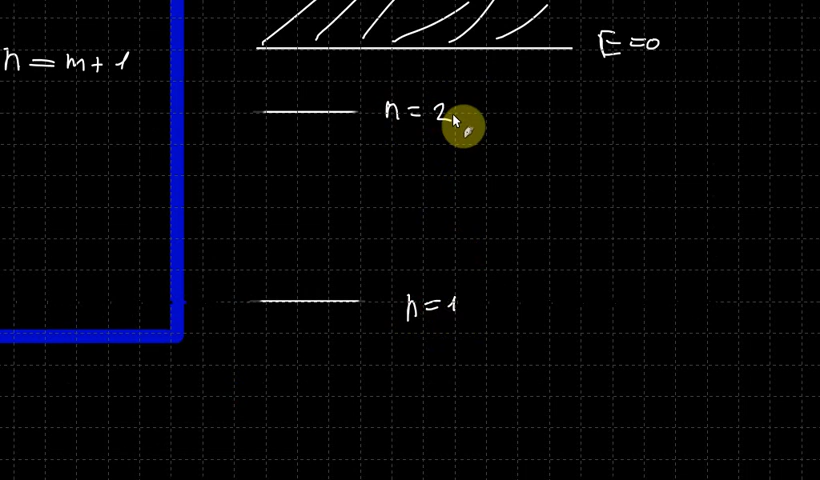 E = 0
n = m + 1
n = 2
n = 1